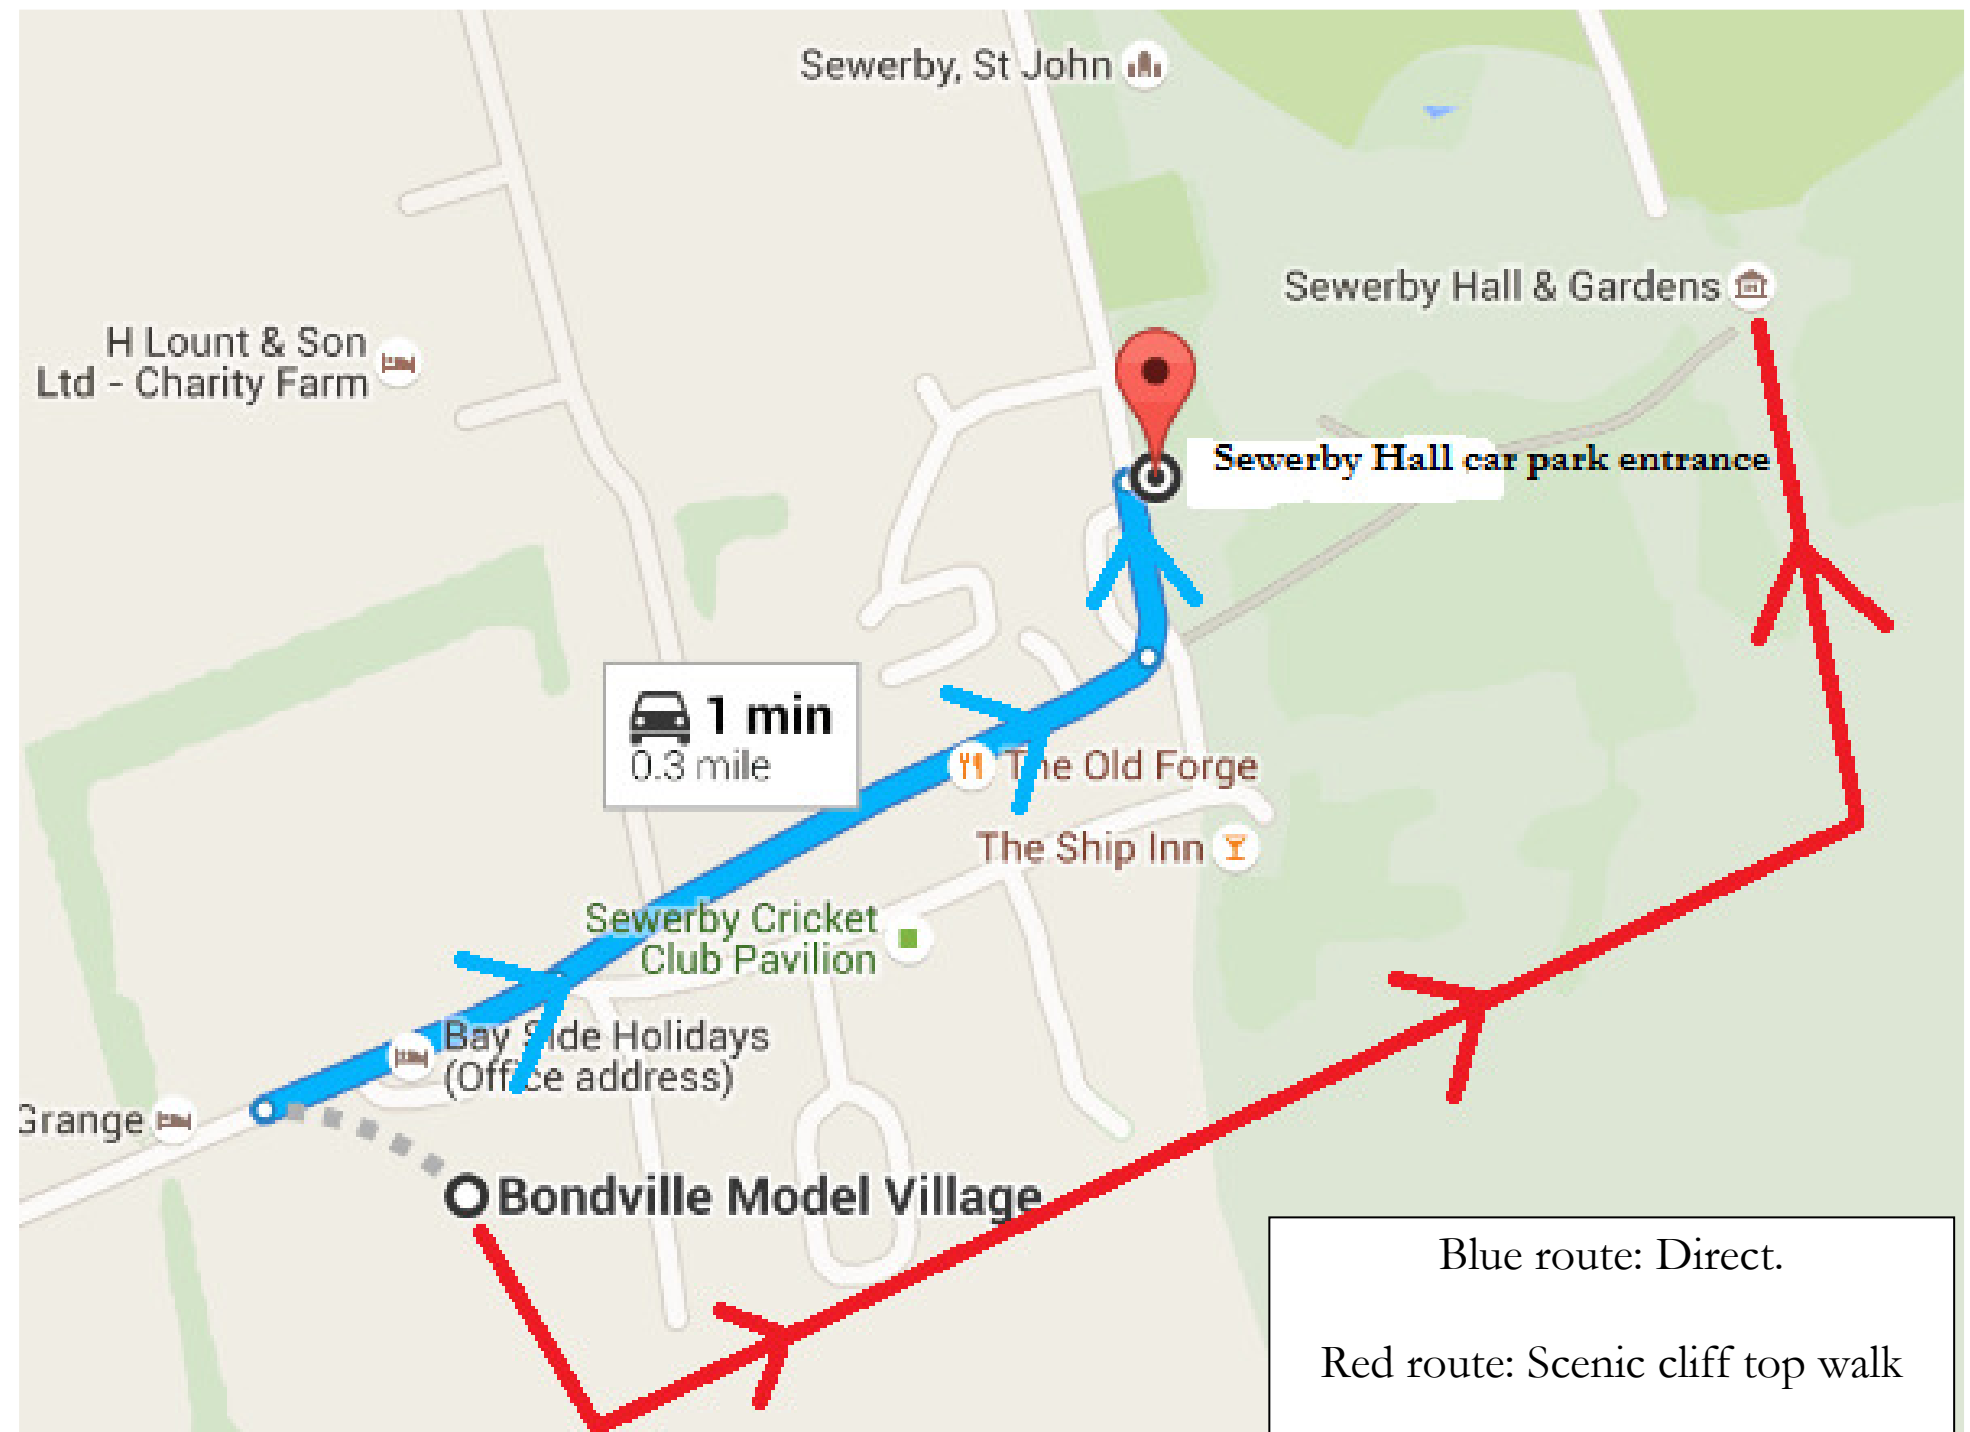 Sewerby, St John
Sewerby Hall & Gardens
H Lount & Son
Ltd - Charity Farm
Sewerby Hall car park entrance
1 min
0.3 mile
The Old Forge
The Ship Inn
Sewerby Cricket
Club Pavilion
Bay Side Holidays
(Office address)
Grange
Bondville Model Village
Blue route: Direct.
Red route: Scenic cliff top walk